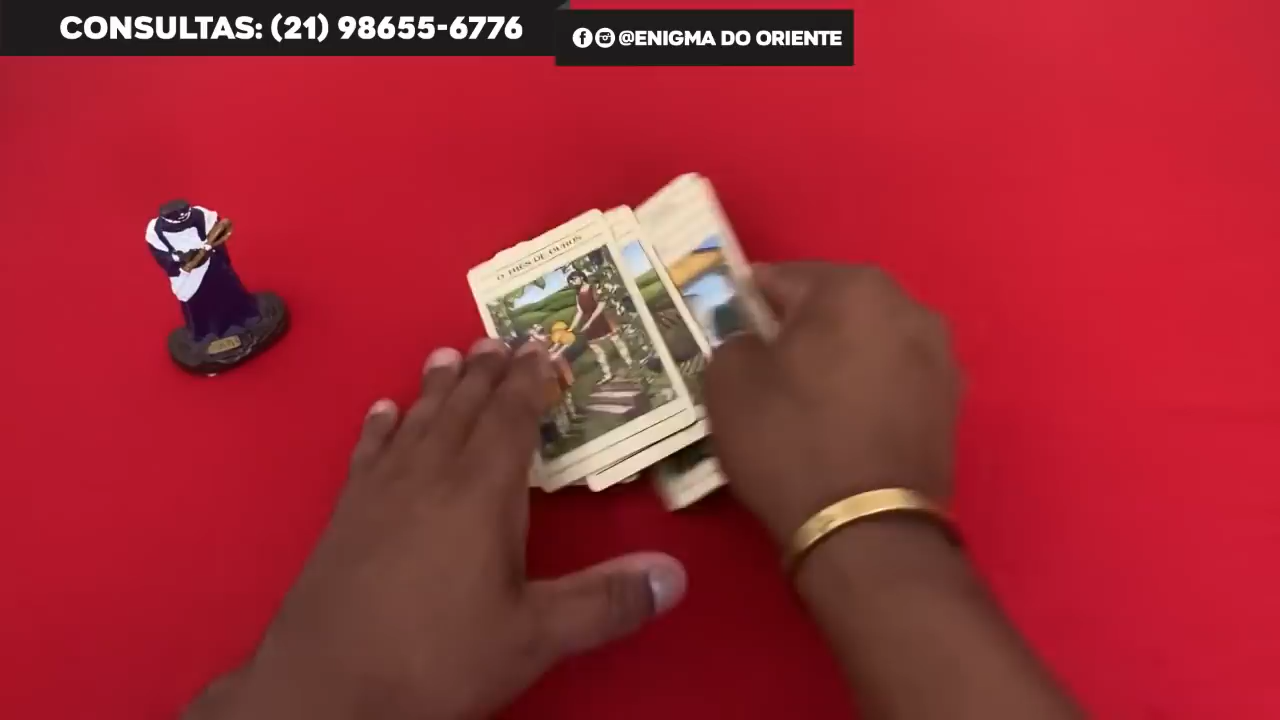 CONSULTAS: (21) 98655-6776
@ENIGMA DO ORIENTE
O TRÊS DE OUROS